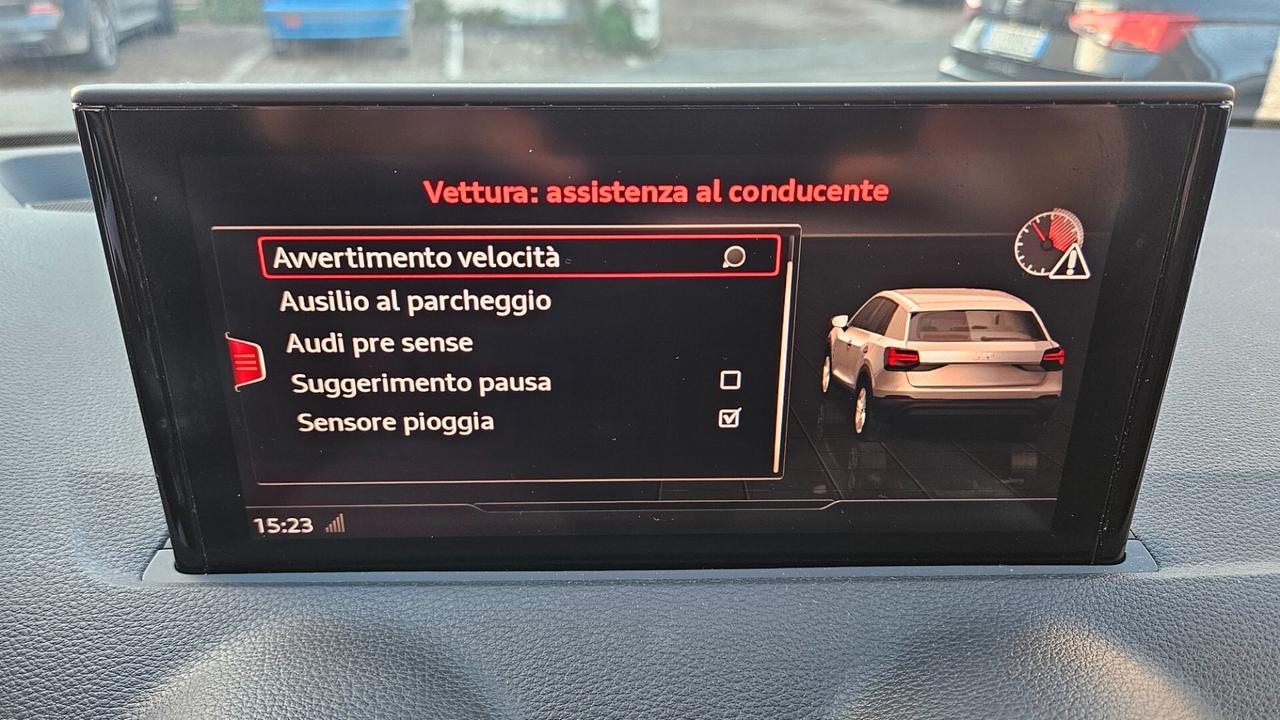 Vettura: assistenza al conducente
Avvertimento velocità
Ausilio al parcheggio
Audi pre sense
Suggerimento pausa
Sensore pioggia
15:23